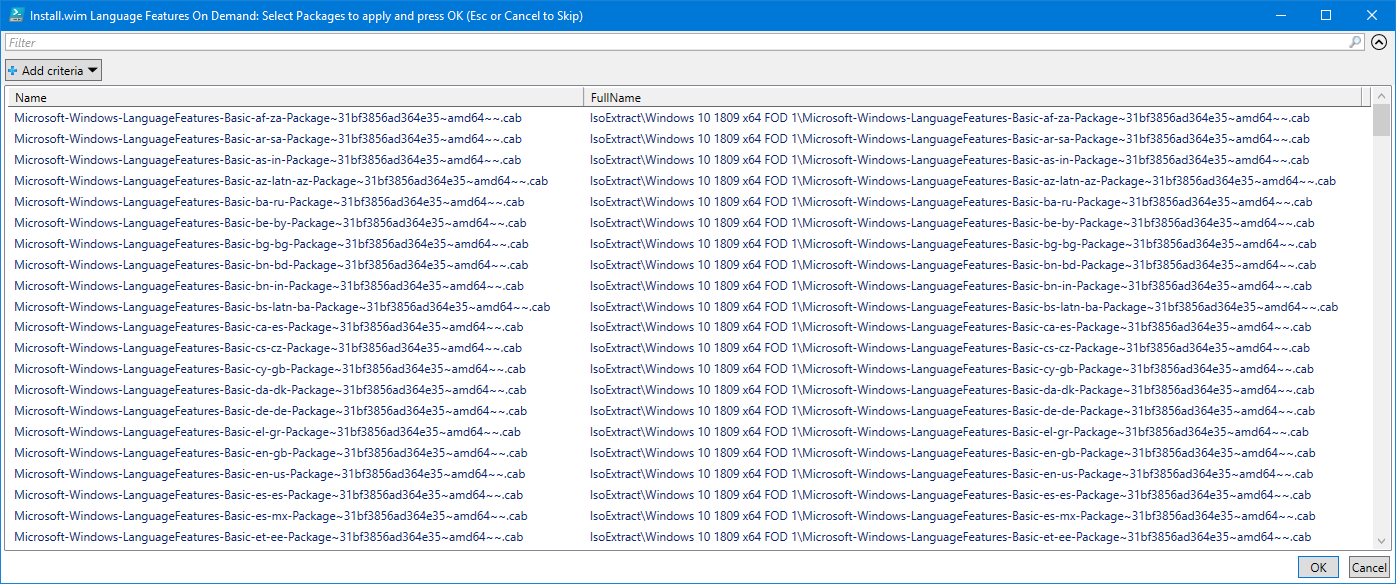 Install.wim Language Features On Demand: Select Packages to apply and press OK (Esc or Cancel to Skip)
Filter
Add criteria
Name FullName
Microsoft-Windows-LanguageFeatures-Basic-af-za-Package~31bf3856ad364e35~amd64~~.cab IsoExtract\Windows 10 1809 x64 FOD 1\Microsoft-Windows-LanguageFeatures-Basic-af-za-Package~31bf3856ad364e35~amd64~~.cab
Microsoft-Windows-LanguageFeatures-Basic-ar-sa-Package~31bf3856ad364e35~amd64~~.cab IsoExtract\Windows 10 1809 x64 FOD 1\Microsoft-Windows-LanguageFeatures-Basic-ar-sa-Package~31bf3856ad364e35~amd64~~.cab
Microsoft-Windows-LanguageFeatures-Basic-as-in-Package~31bf3856ad364e35~amd64~~.cab IsoExtract\Windows 10 1809 x64 FOD 1\Microsoft-Windows-LanguageFeatures-Basic-as-in-Package~31bf3856ad364e35~amd64~~.cab
Microsoft-Windows-LanguageFeatures-Basic-az-latn-az-Package~31bf3856ad364e35~amd64~~.cab IsoExtract\Windows 10 1809 x64 FOD 1\Microsoft-Windows-LanguageFeatures-Basic-az-latn-az-Package~31bf3856ad364e35~amd64~~.cab
Microsoft-Windows-LanguageFeatures-Basic-ba-ru-Package~31bf3856ad364e35~amd64~~.cab IsoExtract\Windows 10 1809 x64 FOD 1\Microsoft-Windows-LanguageFeatures-Basic-ba-ru-Package~31bf3856ad364e35~amd64~~.cab
Microsoft-Windows-LanguageFeatures-Basic-be-by-Package~31bf3856ad364e35~amd64~~.cab IsoExtract\Windows 10 1809 x64 FOD 1\Microsoft-Windows-LanguageFeatures-Basic-be-by-Package~31bf3856ad364e35~amd64~~.cab
Microsoft-Windows-LanguageFeatures-Basic-bg-bg-Package~31bf3856ad364e35~amd64~~.cab IsoExtract\Windows 10 1809 x64 FOD 1\Microsoft-Windows-LanguageFeatures-Basic-bg-bg-Package~31bf3856ad364e35~amd64~~.cab
Microsoft-Windows-LanguageFeatures-Basic-bn-bd-Package~31bf3856ad364e35~amd64~~.cab IsoExtract\Windows 10 1809 x64 FOD 1\Microsoft-Windows-LanguageFeatures-Basic-bn-bd-Package~31bf3856ad364e35~amd64~~.cab
Microsoft-Windows-LanguageFeatures-Basic-bn-in-Package~31bf3856ad364e35~amd64~~.cab IsoExtract\Windows 10 1809 x64 FOD 1\Microsoft-Windows-LanguageFeatures-Basic-bn-in-Package~31bf3856ad364e35~amd64~~.cab
Microsoft-Windows-LanguageFeatures-Basic-bs-latn-ba-Package~31bf3856ad364e35~amd64~~.cab IsoExtract\Windows 10 1809 x64 FOD 1\Microsoft-Windows-LanguageFeatures-Basic-bs-latn-ba-Package~31bf3856ad364e35~amd64~~.cab
Microsoft-Windows-LanguageFeatures-Basic-ca-es-Package~31bf3856ad364e35~amd64~~.cab IsoExtract\Windows 10 1809 x64 FOD 1\Microsoft-Windows-LanguageFeatures-Basic-ca-es-Package~31bf3856ad364e35~amd64~~.cab
Microsoft-Windows-LanguageFeatures-Basic-cs-cz-Package~31bf3856ad364e35~amd64~~.cab IsoExtract\Windows 10 1809 x64 FOD 1\Microsoft-Windows-LanguageFeatures-Basic-cs-cz-Package~31bf3856ad364e35~amd64~~.cab
Microsoft-Windows-LanguageFeatures-Basic-cy-gb-Package~31bf3856ad364e35~amd64~~.cab IsoExtract\Windows 10 1809 x64 FOD 1\Microsoft-Windows-LanguageFeatures-Basic-cy-gb-Package~31bf3856ad364e35~amd64~~.cab
Microsoft-Windows-LanguageFeatures-Basic-da-dk-Package~31bf3856ad364e35~amd64~~.cab IsoExtract\Windows 10 1809 x64 FOD 1\Microsoft-Windows-LanguageFeatures-Basic-da-dk-Package~31bf3856ad364e35~amd64~~.cab
Microsoft-Windows-LanguageFeatures-Basic-de-de-Package~31bf3856ad364e35~amd64~~.cab IsoExtract\Windows 10 1809 x64 FOD 1\Microsoft-Windows-LanguageFeatures-Basic-de-de-Package~31bf3856ad364e35~amd64~~.cab
Microsoft-Windows-LanguageFeatures-Basic-el-gr-Package~31bf3856ad364e35~amd64~~.cab IsoExtract\Windows 10 1809 x64 FOD 1\Microsoft-Windows-LanguageFeatures-Basic-el-gr-Package~31bf3856ad364e35~amd64~~.cab
Microsoft-Windows-LanguageFeatures-Basic-en-gb-Package~31bf3856ad364e35~amd64~~.cab IsoExtract\Windows 10 1809 x64 FOD 1\Microsoft-Windows-LanguageFeatures-Basic-en-gb-Package~31bf3856ad364e35~amd64~~.cab
Microsoft-Windows-LanguageFeatures-Basic-en-us-Package~31bf3856ad364e35~amd64~~.cab IsoExtract\Windows 10 1809 x64 FOD 1\Microsoft-Windows-LanguageFeatures-Basic-en-us-Package~31bf3856ad364e35~amd64~~.cab
Microsoft-Windows-LanguageFeatures-Basic-es-es-Package~31bf3856ad364e35~amd64~~.cab IsoExtract\Windows 10 1809 x64 FOD 1\Microsoft-Windows-LanguageFeatures-Basic-es-es-Package~31bf3856ad364e35~amd64~~.cab
Microsoft-Windows-LanguageFeatures-Basic-es-mx-Package~31bf3856ad364e35~amd64~~.cab IsoExtract\Windows 10 1809 x64 FOD 1\Microsoft-Windows-LanguageFeatures-Basic-es-mx-Package~31bf3856ad364e35~amd64~~.cab
Microsoft-Windows-LanguageFeatures-Basic-et-ee-Package~31bf3856ad364e35~amd64~~.cab IsoExtract\Windows 10 1809 x64 FOD 1\Microsoft-Windows-LanguageFeatures-Basic-et-ee-Package~31bf3856ad364e35~amd64~~.cab
OK Cancel